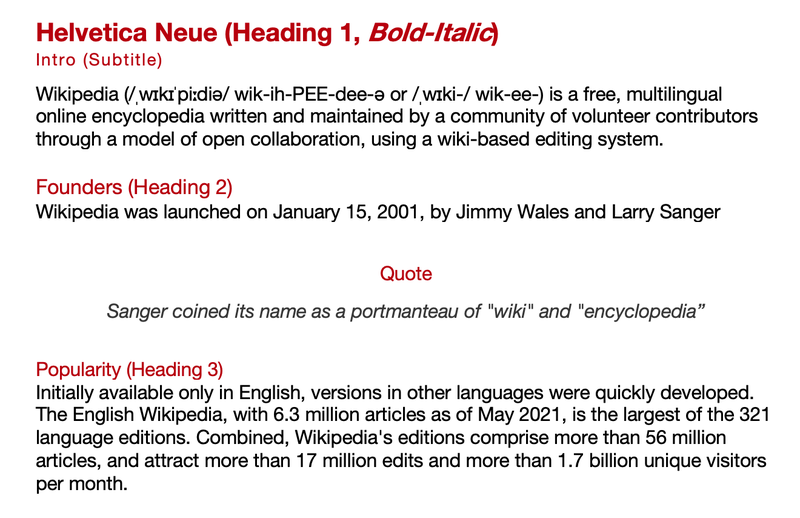 Helvetica Neue (Heading 1, Bold-Italic)
Intro (Subtitle)
Wikipedia (/ˌwɪkɪˈpiːdiə/ wik-ih-PEE-dee-ə or /ˌwɪki-/ wik-ee-) is a free, multilingual
online encyclopedia written and maintained by a community of volunteer contributors
through a model of open collaboration, using a wiki-based editing system.
Founders (Heading 2)
Wikipedia was launched on January 15, 2001, by Jimmy Wales and Larry Sanger
Quote
Sanger coined its name as a portmanteau of "wiki" and "encyclopedia”
Popularity (Heading 3)
Initially available only in English, versions in other languages were quickly developed.
The English Wikipedia, with 6.3 million articles as of May 2021, is the largest of the 321
language editions. Combined, Wikipedia's editions comprise more than 56 million
articles, and attract more than 17 million edits and more than 1.7 billion unique visitors
per month.